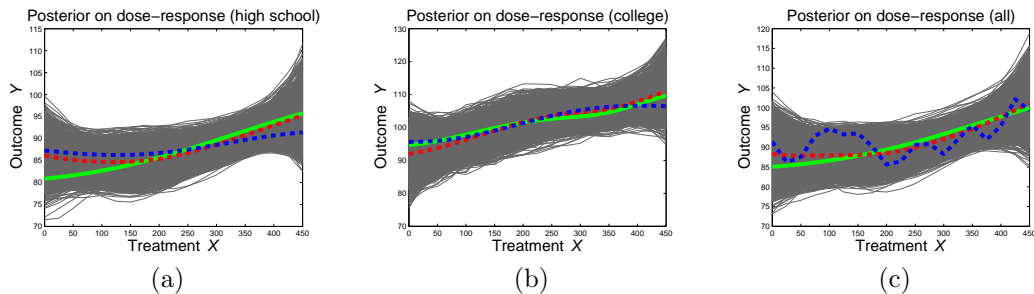 Posterior on dose−response (high school)
115
110
105
100
95
90
85
80
75
70
Outcome Y
0 50 100 150 200 250 300 350 400 450
Treatment X
(a)
Posterior on dose−response (college)
130
120
110
100
90
80
70
Outcome Y
0 50 100 150 200 250 300 350 400 450
Treatment X
(b)
Posterior on dose−response (all)
120
115
110
105
100
95
90
85
80
75
70
Outcome Y
0 50 100 150 200 250 300 350 400 450
Treatment X
(c)